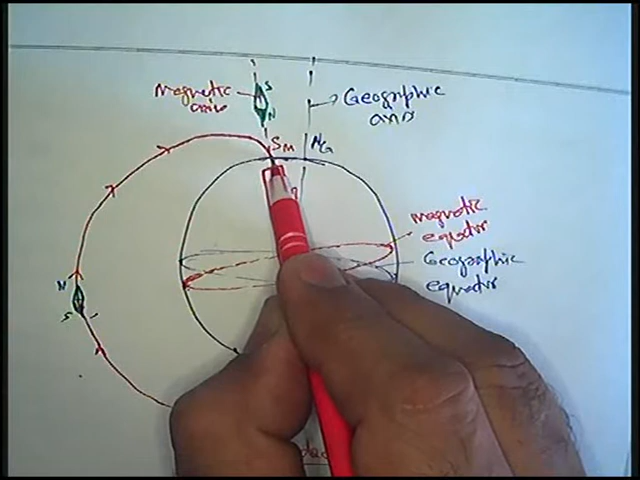 S
Magnetic
axis
N
Geographic
axis
SM
NG
magnetic
equator
Geographic
equator
N
S